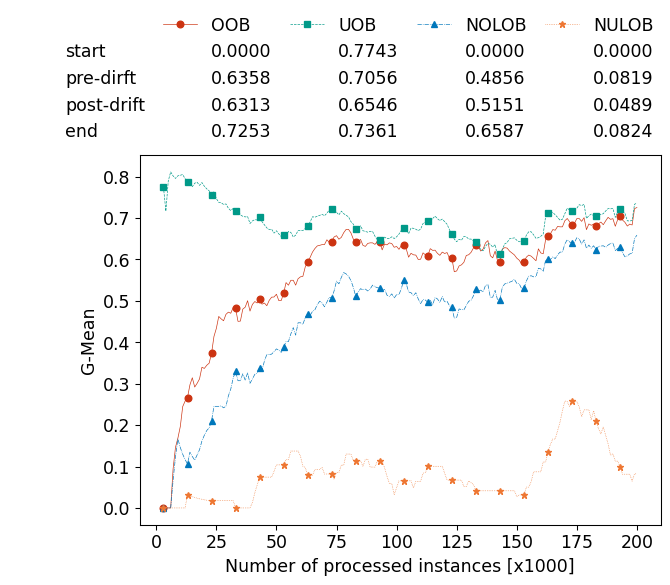 OOB UOB NOLOB NULOB
start 0.0000 0.7743 0.0000 0.0000
pre-dirft 0.6358 0.7056 0.4856 0.0819
post-drift 0.6313 0.6546 0.5151 0.0489
end 0.7253 0.7361 0.6587 0.0824
G-Mean
0.8
0.7
0.6
0.5
0.4
0.3
0.2
0.1
0.0
0 25 50 75 100 125 150 175 200
Number of processed instances [x1000]